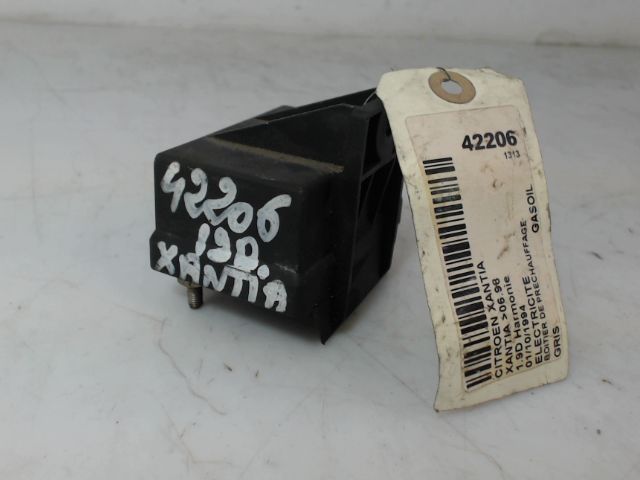 42206
19D.
XANTIA
42206
1313
CITROEN XANTIA
XANTIA >06.98
1.9D Harmonie
01/10/1994 GASOIL
ELECTRICITE
BOITIER DE PRECHAUFFAGE
GRIS